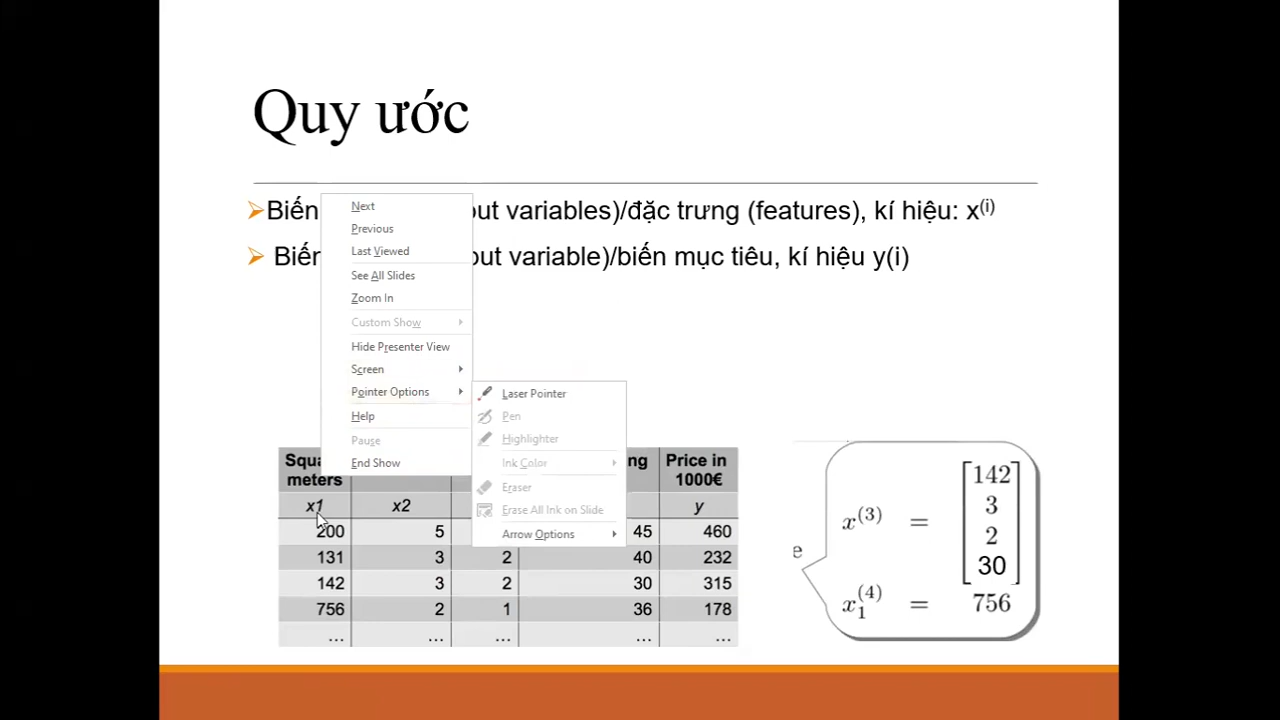 Quy ước
Biến put variables)/đặc trưng (features), kí hiệu: x(i)
Biến put variable)/biến mục tiêu, kí hiệu y(i)
Next
Previous
Last Viewed
See All Slides
Zoom In
Custom Show
Hide Presenter View
Screen
Pointer Options
Help
Pause
End Show
Laser Pointer
Pen
Highlighter
Ink Color
Eraser
Erase All Ink on Slide
Arrow Options
Squa ng Price in
meters 1000€
x1 x2 y
200 5 45 460
131 3 2 40 232
142 3 2 30 315
756 2 1 36 178
... ... ... ... ...
e
x(3) = [142 3 2 30]
x1(4) = 756